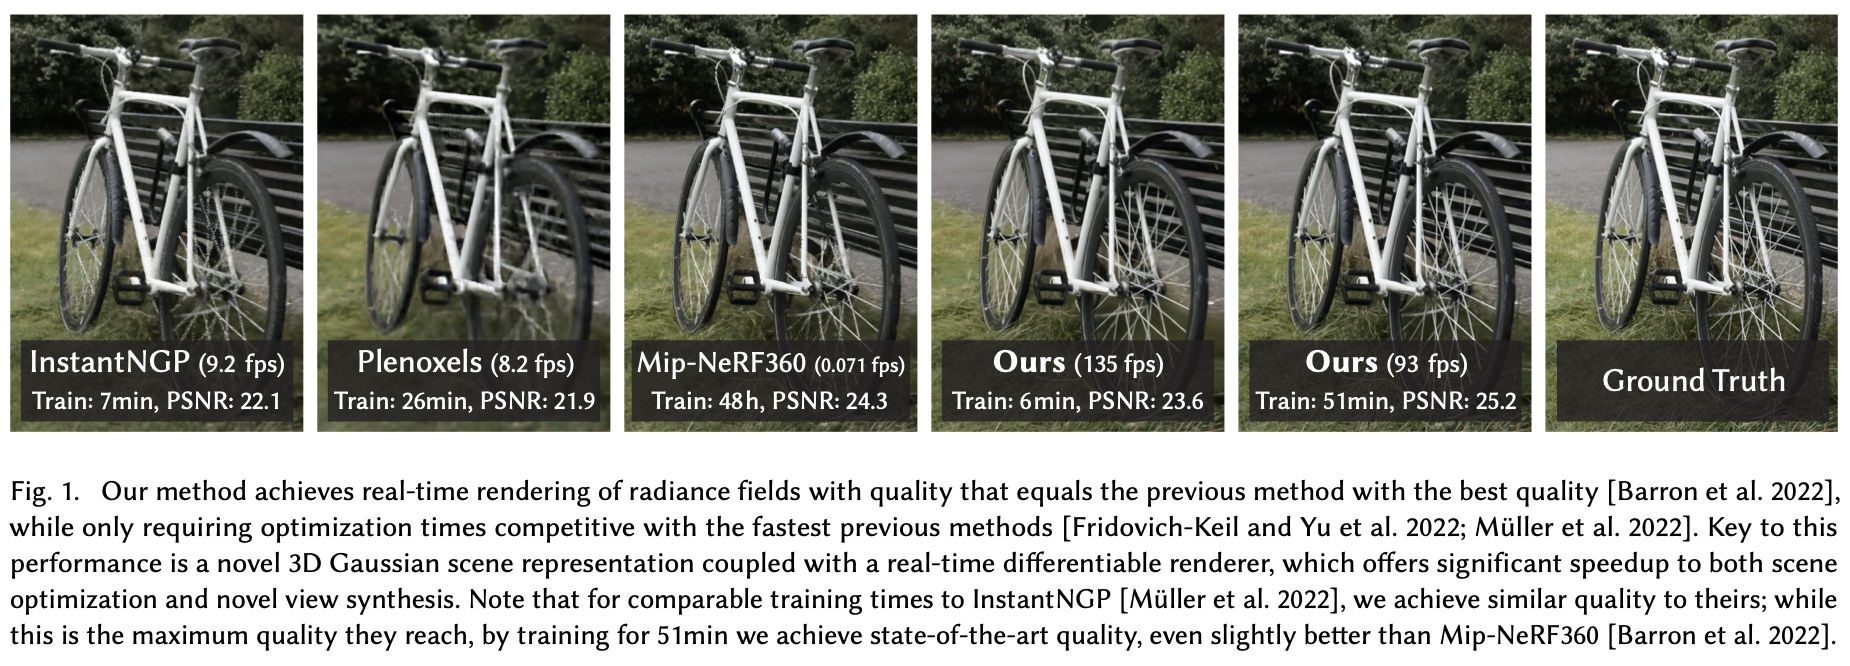 InstantNGP (9.2 fps)
Train: 7min, PSNR: 22.1
Plenoxels (8.2 fps)
Train: 26min, PSNR: 21.9
Mip-NeRF360 (0.071 fps)
Train: 48h, PSNR: 24.3
Ours (135 fps)
Train: 6min, PSNR: 23.6
Ours (93 fps)
Train: 51min, PSNR: 25.2
Ground Truth
Fig. 1. Our method achieves real-time rendering of radiance fields with quality that equals the previous method with the best quality [Barron et al. 2022],
while only requiring optimization times competitive with the fastest previous methods [Fridovich-Keil and Yu et al. 2022; Müller et al. 2022]. Key to this
performance is a novel 3D Gaussian scene representation coupled with a real-time differentiable renderer, which offers significant speedup to both scene
optimization and novel view synthesis. Note that for comparable training times to InstantNGP [Müller et al. 2022], we achieve similar quality to theirs; while
this is the maximum quality they reach, by training for 51min we achieve state-of-the-art quality, even slightly better than Mip-NeRF360 [Barron et al. 2022].